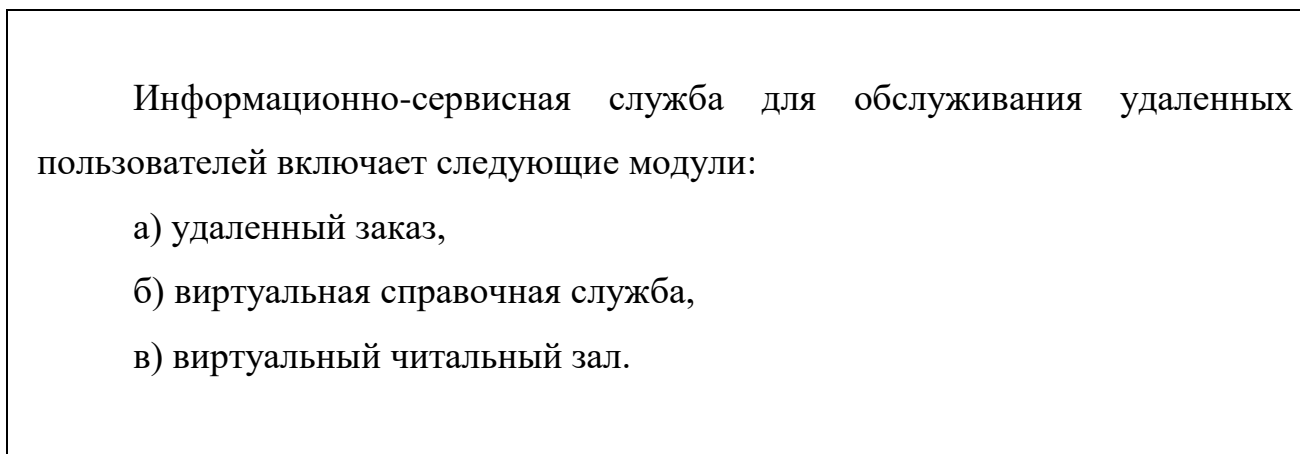 Информационно-сервисная служба для обслуживания удаленных
пользователей включает следующие модули:
а) удаленный заказ,
б) виртуальная справочная служба,
в) виртуальный читальный зал.